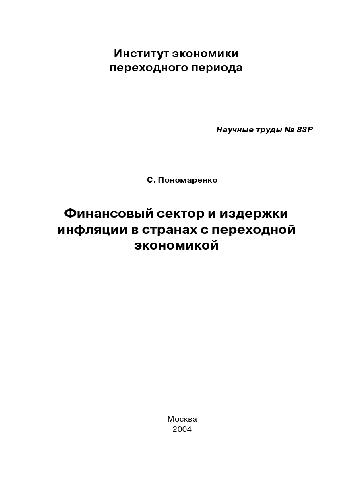 Институт экономики
переходного периода
Научные труды № 83Р
С. Пономаренко
Финансовый сектор и издержки
инфляции в странах с переходной
экономикой
Москва
2004